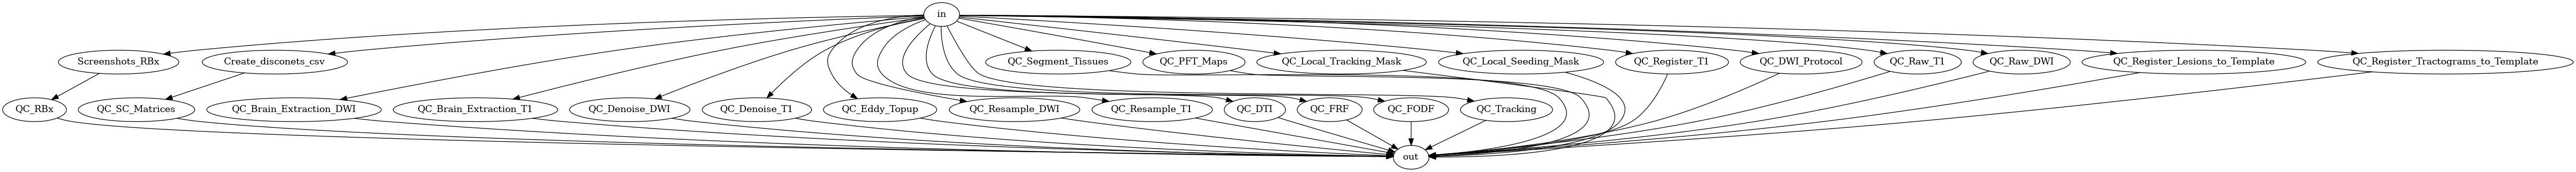 in
Screenshots_RBx
Create_disconets_csv
QC_Segment_Tissues
QC_PFT_Maps
QC_Local_Tracking_Mask
QC_Local_Seeding_Mask
QC_Register_T1
QC_DWI_Protocol
QC_Raw_T1
QC_Raw_DWI
QC_Register_Lesions_to_Template
QC_Register_Tractograms_to_Template
QC_RBx
QC_SC_Matrices
QC_Brain_Extraction_DWI
QC_Brain_Extraction_T1
QC_Denoise_DWI
QC_Denoise_T1
QC_Eddy_Topup
QC_Resample_DWI
QC_Resample_T1
QC_DTI
QC_FRF
QC_FODF
QC_Tracking
out